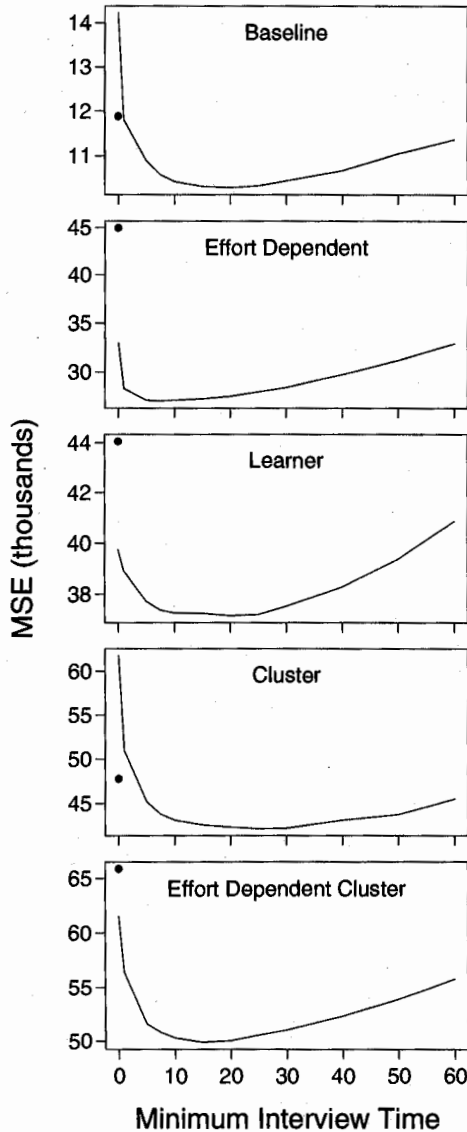 MSE (thousands)
Baseline
14
13
12
11
Effort Dependent
45
40
35
30
Learner
44
42
40
38
Cluster
60
55
50
45
Effort Dependent Cluster
65
60
55
50
0 10 20 30 40 50 60
Minimum Interview Time